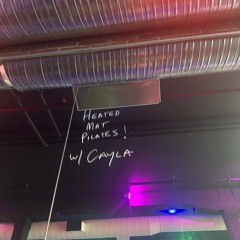 HEATED
MAT
PILATES!
W/ CAYLA